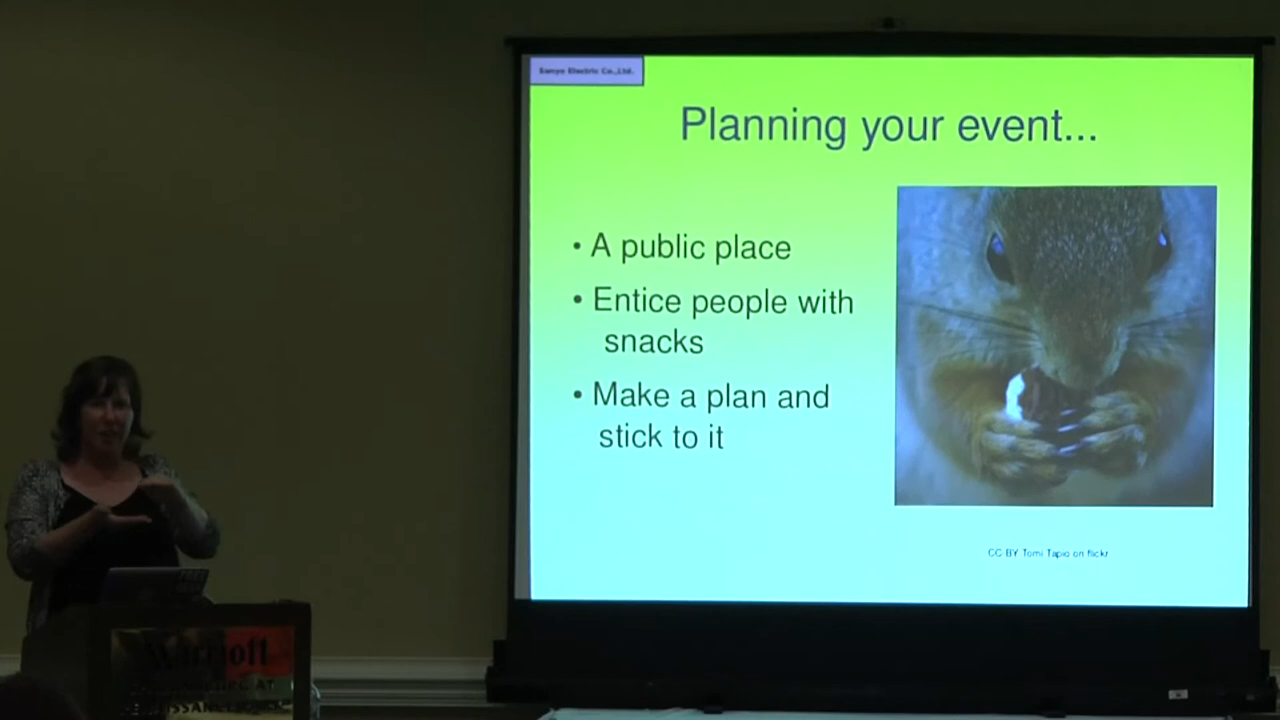 Sanyo Electric Co.,Ltd.
Planning your event...
• A public place
• Entice people with
snacks
• Make a plan and
stick to it
CC BY Tomi Tapio on flickr
Marriott